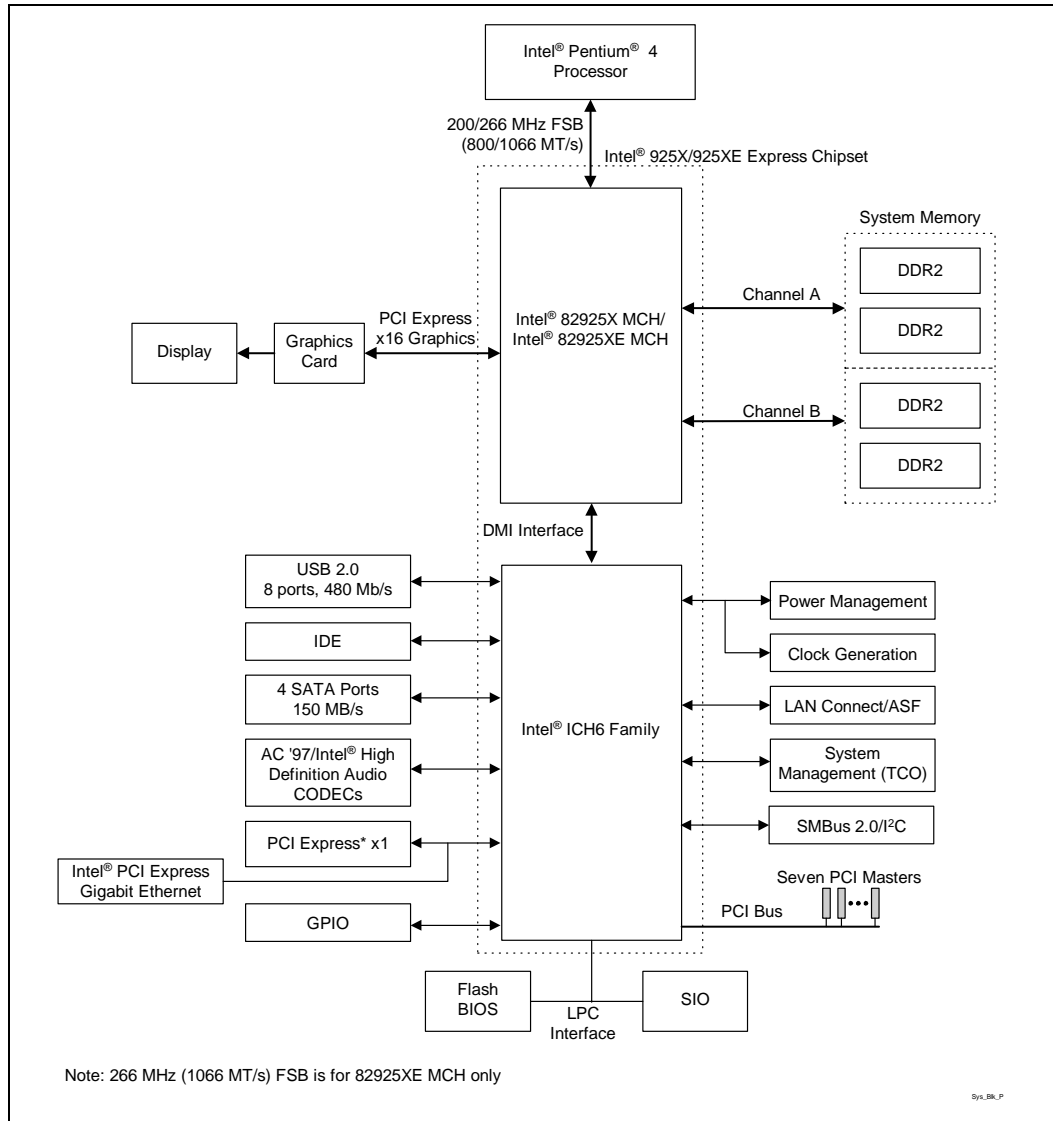 Intel® Pentium® 4
Processor
200/266 MHz FSB
(800/1066 MT/s)
Intel® 925X/925XE Express Chipset
System Memory
DDR2
Channel A
DDR2
PCI Express
x16 Graphics
Intel® 82925X MCH/
Intel® 82925XE MCH
Display
Graphics
Card
DDR2
Channel B
DDR2
DMI Interface
USB 2.0
8 ports, 480 Mb/s
Power Management
IDE
Clock Generation
4 SATA Ports
150 MB/s
LAN Connect/ASF
Intel® ICH6 Family
AC '97/Intel® High
Definition Audio
CODECs
System
Management (TCO)
PCI Express* x1
SMBus 2.0/I²C
Intel® PCI Express
Gigabit Ethernet
Seven PCI Masters
GPIO
PCI Bus
Flash
BIOS
LPC
Interface
SIO
Note: 266 MHz (1066 MT/s) FSB is for 82925XE MCH only
Sys_Blk_P